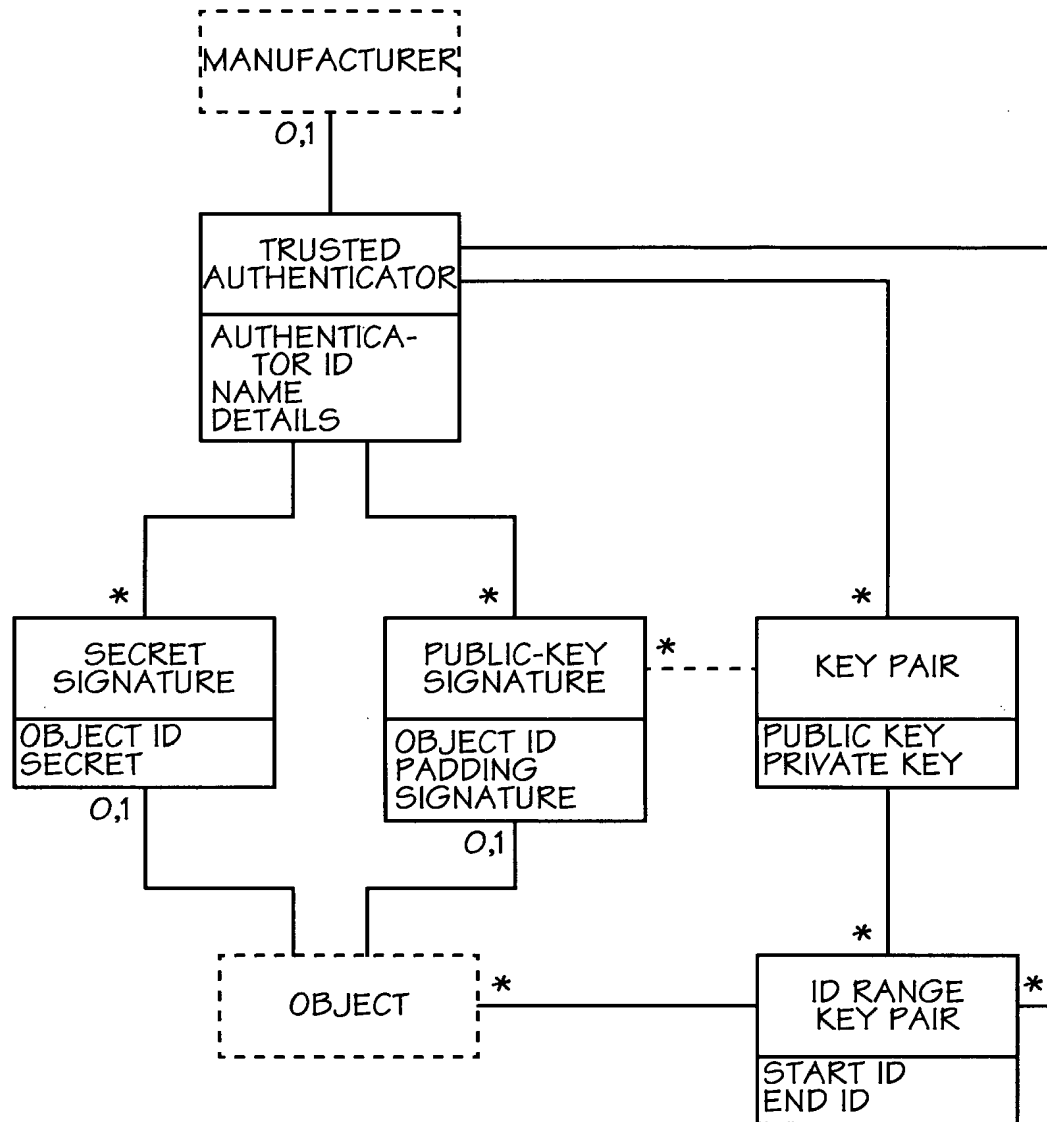 MANUFACTURER
0,1
TRUSTED
AUTHENTICATOR
AUTHENTICA-
TOR ID
NAME
DETAILS
*
*
*
SECRET
SIGNATURE
OBJECT ID
SECRET
0,1
PUBLIC-KEY
SIGNATURE
OBJECT ID
PADDING
SIGNATURE
0,1
*
KEY PAIR
PUBLIC KEY
PRIVATE KEY
*
OBJECT
*
ID RANGE
KEY PAIR
*
START ID
END ID